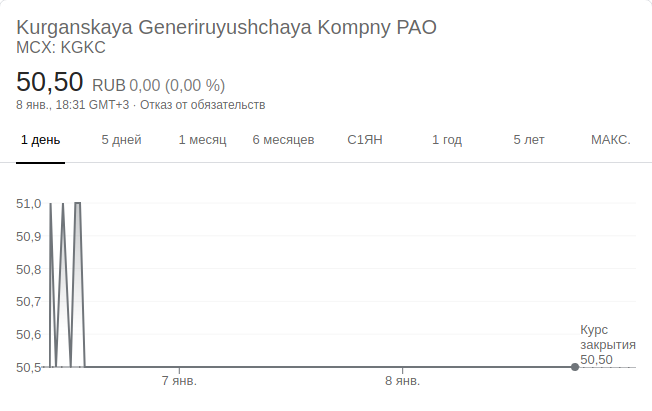 Kurganskaya Generiruyushchaya Kompny PAO
MCX: KGKC
50,50 RUB 0,00 (0,00 %)
8 янв., 18:31 GMT+3 · Отказ от обязательств
1 день 5 дней 1 месяц 6 месяцев С1ЯН 1 год 5 лет МАКС.
51,0
50,9
50,8
50,7
50,6
50,5
Курс
закрытия
50,50
7 янв. 8 янв.